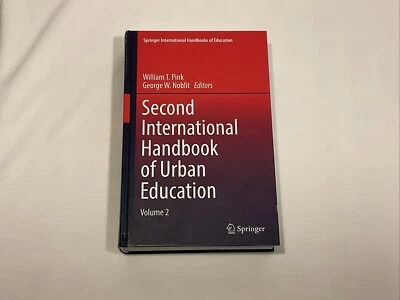 Springer International Handbooks of Education
William T. Pink
George W. Noblit Editors
Second
International
Handbook
of Urban
Education
Volume 2
Springer